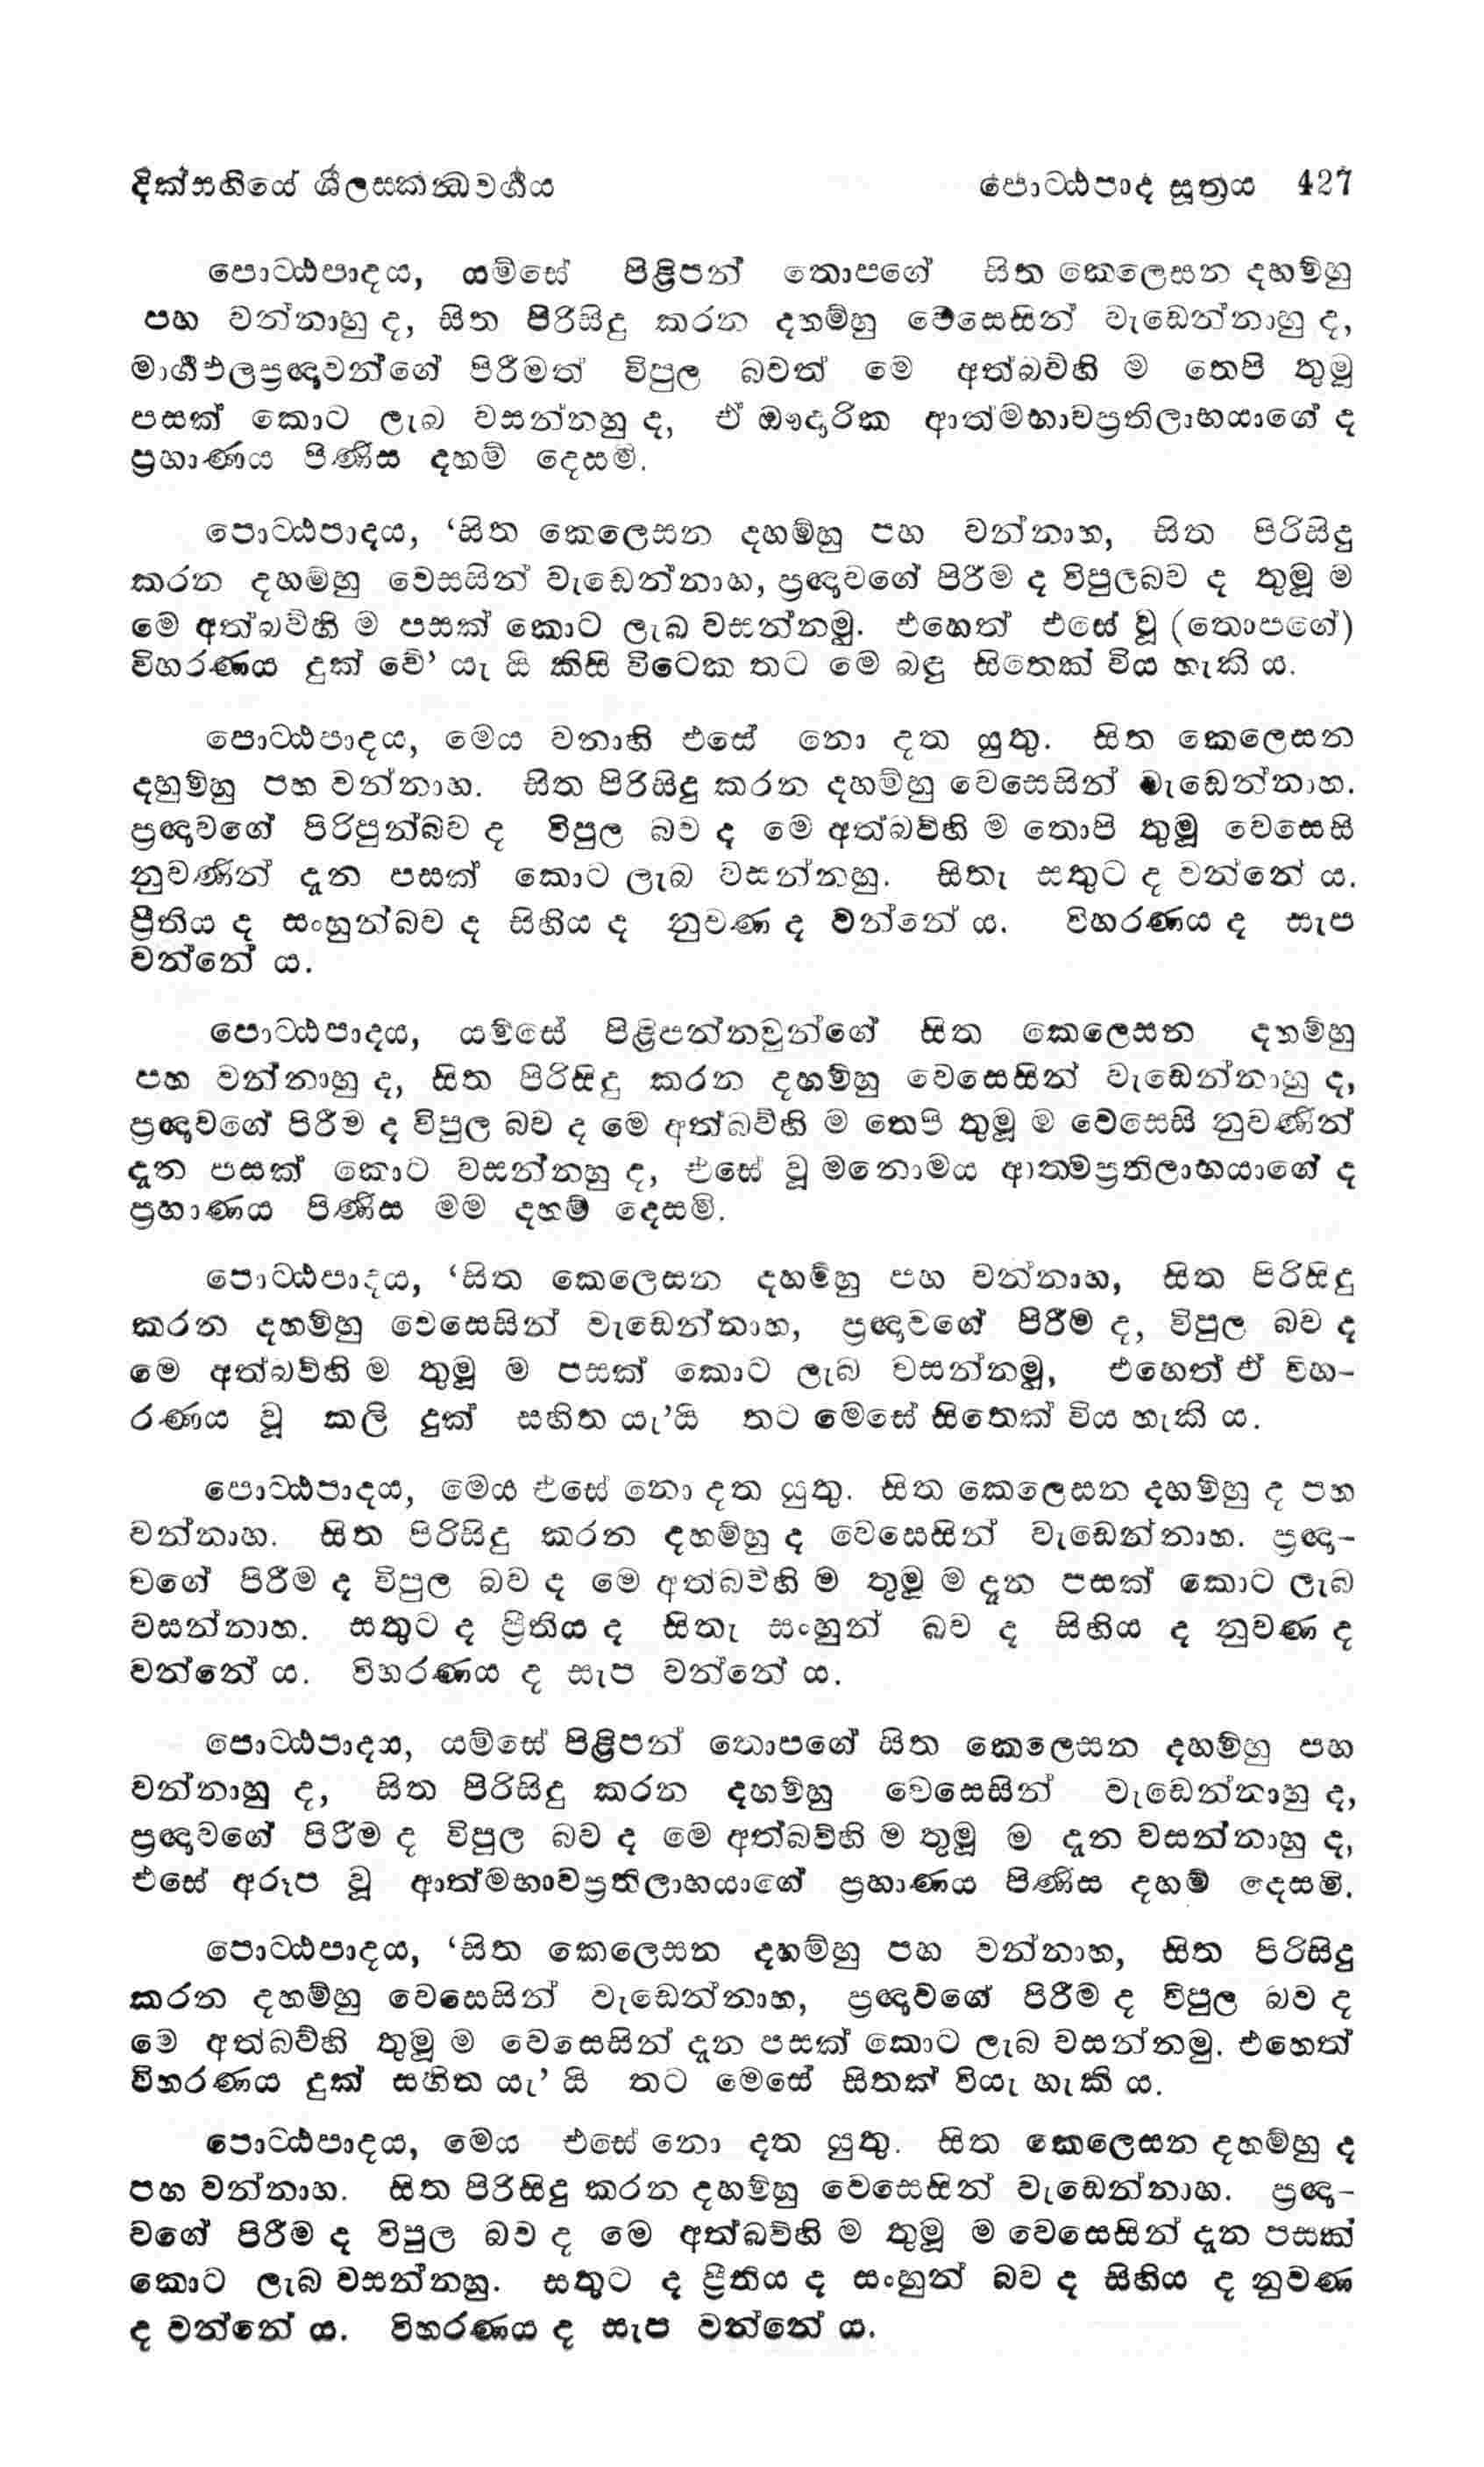 දික්සඟියේ ශීලසකන්‍ධවර්‍ගය
පොට්ඨපාද සූත්‍රය 427
පොට්ඨපාදය, යම්සේ පිළිපන් තොපගේ සිත කෙලෙසන දහම්හු
පහ වන්නාහු ද, සිත පිරිසිදු කරන දහම්හු වෙසෙසින් වැඩෙන්නාහු ද,
මාර්‍ගඵලප්‍රඥාවන්ගේ පිරීමත් විපුල බවත් මෙ අත්බව්හි ම තෙපි තුමූ
පසක් කොට ලැබ වසන්නහු ද, ඒ ඖදාරික ආත්මභාවප්‍රතිලාභයාගේ ද
ප්‍රහාණය පිණිස දහම් දෙසමි.
පොට්ඨපාදය, ‘සිත කෙලෙසන දහම්හු පහ වන්නාහ, සිත පිරිසිදු
කරන දහම්හු වෙසසින් වැඩෙන්නාහ, ප්‍රඥාවගේ පිරීම ද විපුලබව ද තුමූ ම
මෙ අත්බව්හි ම පසක් කොට ලැබ වසන්නමු. එහෙත් එසේ වූ (තොපගේ)
විහරණය දුක් වේ’ යැ යි කිසි විටෙක තට මෙ බඳු සිතෙක් විය හැකි ය.
පොට්ඨපාදය, මෙය වනාහි එසේ නො දත යුතු. සිත කෙලෙසන
දහුම්හු පහ වන්නාහ. සිත පිරිසිදු කරන දහම්හු වෙසෙසින් වැඩෙන්නාහ.
ප්‍රඥාවගේ පිරිපුන්බව ද විපුල බව ද මෙ අත්බව්හි ම තොපි තුමූ වෙසෙසි
නුවණින් දැන පසක් කොට ලැබ වසන්නහු. සිතැ සතුට ද වන්නේ ය.
ප්‍රීතිය ද සංහුන්බව ද සිහිය ද නුවණ ද වන්නේ ය. විහරණය ද සැප
වන්නේ ය.
පොට්ඨපාදය, යම්සේ පිළිපන්නවුන්ගේ සිත කෙලෙසන දහම්හු
පහ වන්නාහු ද, සිත පිරිසිදු කරන දහම්හු වෙසෙසින් වැඩෙන්නාහු ද,
ප්‍රඥාවගේ පිරීම ද විපුල බව ද මෙ අත්බව්හි ම තෙපි තුමූ ම වෙසෙසි නුවණින්
දැන පසක් කොට වසන්නහු ද, එසේ වූ මනොමය ආත්මප්‍රතිලාභයාගේ ද
ප්‍රහාණය පිණිස මම දහම් දෙසමි.
පොට්ඨපාදය, ‘සිත කෙලෙසන දහම්හු පහ වන්නාහ, සිත පිරිසිදු
කරන දහම්හු වෙසෙසින් වැඩෙන්නාහ, ප්‍රඥාවගේ පිරීම ද, විපුල බව ද
මෙ අත්බව්හි ම තුමූ ම පසක් කොට ලැබ වසන්නමූ, එහෙත් ඒ විහ-
රණය වූ කලි දුක් සහිත යැ’යි තට මෙසේ සිතෙක් විය හැකි ය.
පොට්ඨපාදය, මෙය එසේ නො දත යුතු. සිත කෙලෙසන දහම්හු ද පහ
වන්නාහ. සිත පිරිසිදු කරන දහම්හු ද වෙසෙසින් වැඩෙන්නාහ. ප්‍රඥා-
වගේ පිරීම ද විපුල බව ද මෙ අත්බව්හි ම තුමූ ම දැන පසක් කොට ලැබ
වසන්නාහ. සතුට ද ප්‍රීතිය ද සිතැ සංහුන් බව ද සිහිය ද නුවණ ද
වන්නේ ය. විහරණය ද සැප වන්නේ ය.
පොට්ඨපාදය, යම්සේ පිළිපන් තොපගේ සිත කෙලෙසන දහම්හු පහ
වන්නාහු ද, සිත පිරිසිදු කරන දහම්හු වෙසෙසින් වැඩෙන්නාහු ද,
ප්‍රඥාවගේ පිරීම ද විපුල බව ද මෙ අත්බව්හි ම තුමූ ම දැන වසන්නාහු ද,
එසේ අරූප වූ ආත්මභාවප්‍රතිලාභයාගේ ප්‍රහාණය පිණිස දහම් දෙසමි.
පොට්ඨපාදය, ‘සිත කෙලෙසන දහම්හු පහ වන්නාහ, සිත පිරිසිදු
කරන දහම්හු වෙසෙසින් වැඩෙන්නාහ, ප්‍රඥාවගේ පිරීම ද විපුල බව ද
මෙ අත්බව්හි තුමූ ම වෙසෙසින් දැන පසක් කොට ලැබ වසන්නමු. එහෙත්
විහරණය දුක් සහිත යැ’ යි තට මෙසේ සිතක් වියැ හැකි ය.
පොට්ඨපාදය, මෙය එසේ නො දත යුතු. සිත කෙලෙසන දහම්හු ද
පහ වන්නාහ. සිත පිරිසිදු කරන දහම්හු වෙසෙසින් වැඩෙන්නාහ. ප්‍රඥා-
වගේ පිරීම ද විපුල බව ද මෙ අත්බව්හි ම තුමූ ම වෙසෙසින් දැන පසක්
කොට ලැබ වසන්නහු. සතුට ද ප්‍රීතිය ද සංහුන් බව ද සිහිය ද නුවණ
ද වන්නේ ය. විහරණය ද සැප වන්නේ ය.